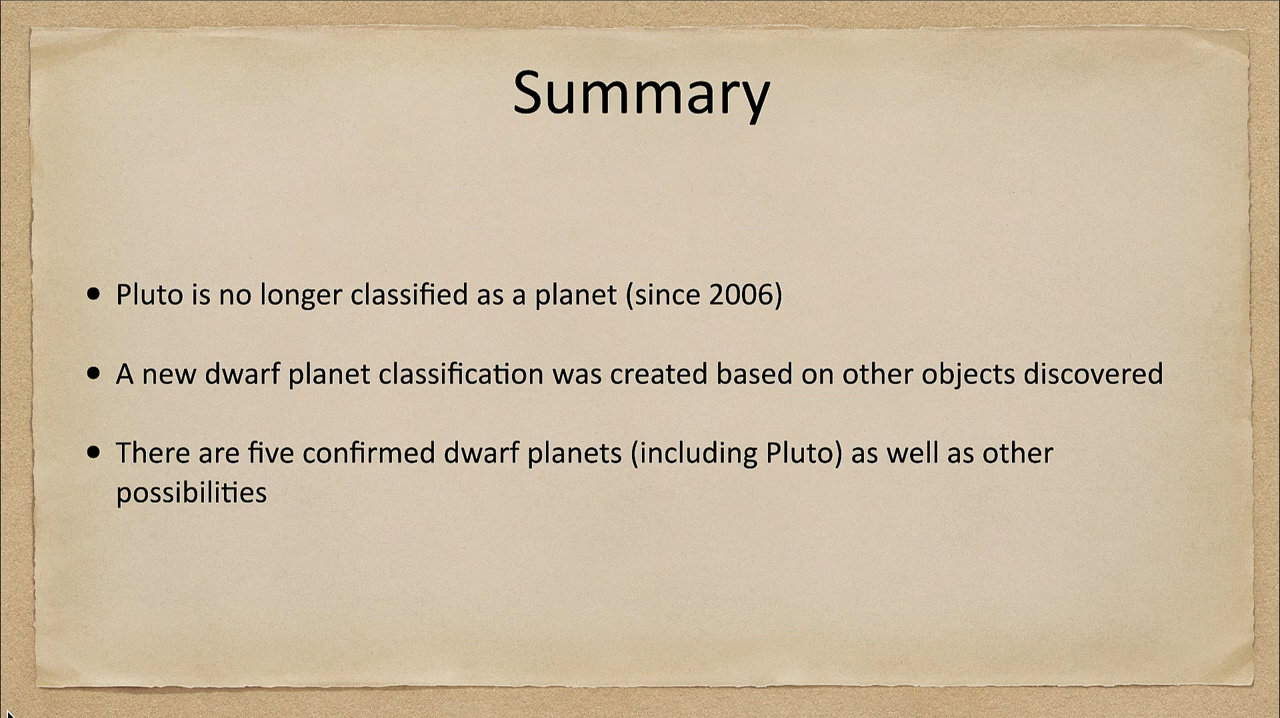 Summary
• Pluto is no longer classified as a planet (since 2006)
• A new dwarf planet classification was created based on other objects discovered
• There are five confirmed dwarf planets (including Pluto) as well as other
possibilities